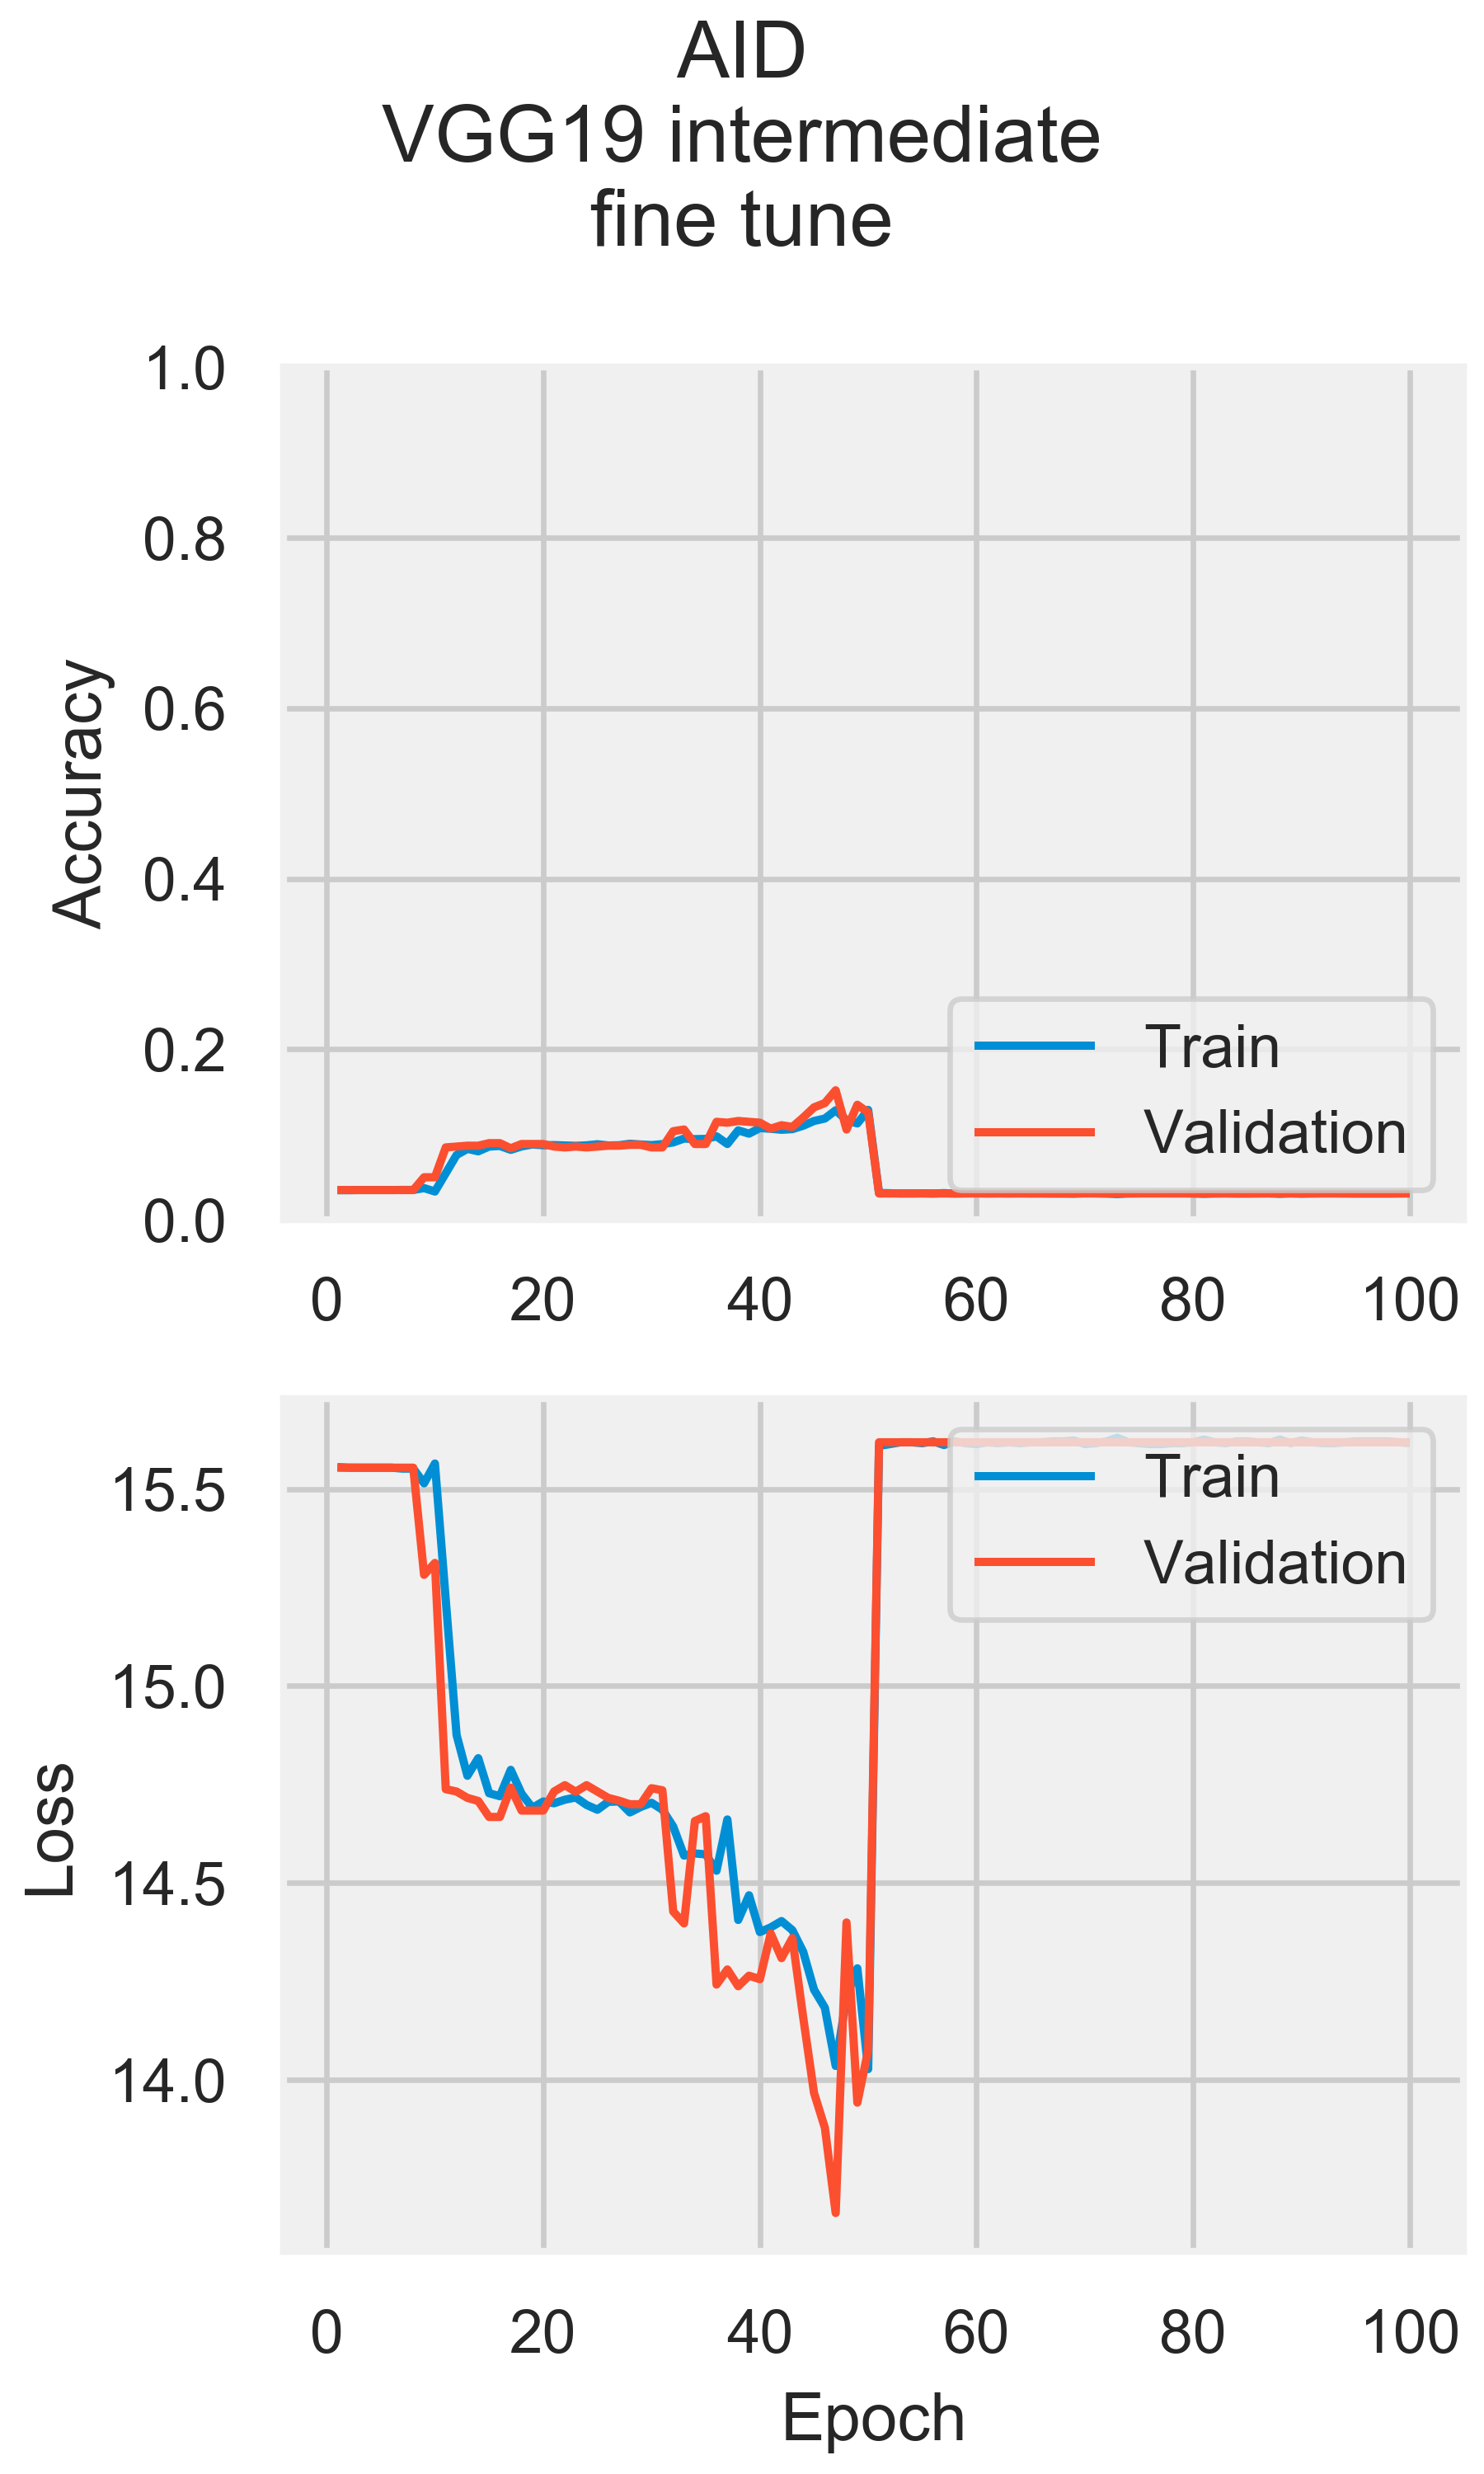 AID
VGG19 intermediate
fine tune
1.0
0.8
0.6
0.4
0.2
0.0
Accuracy
Train
Validation
0 20 40 60 80 100
15.5
15.0
14.5
14.0
Loss
Train
Validation
0 20 40 60 80 100
Epoch